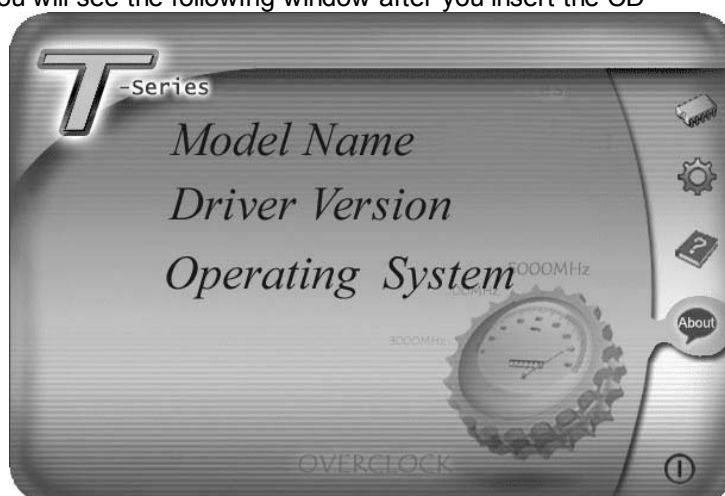 ou will see the following window after you insert the CD
T-Series
Model Name
Driver Version
Operating System
5000MHz
3000MHz
About
OVERCLOCK